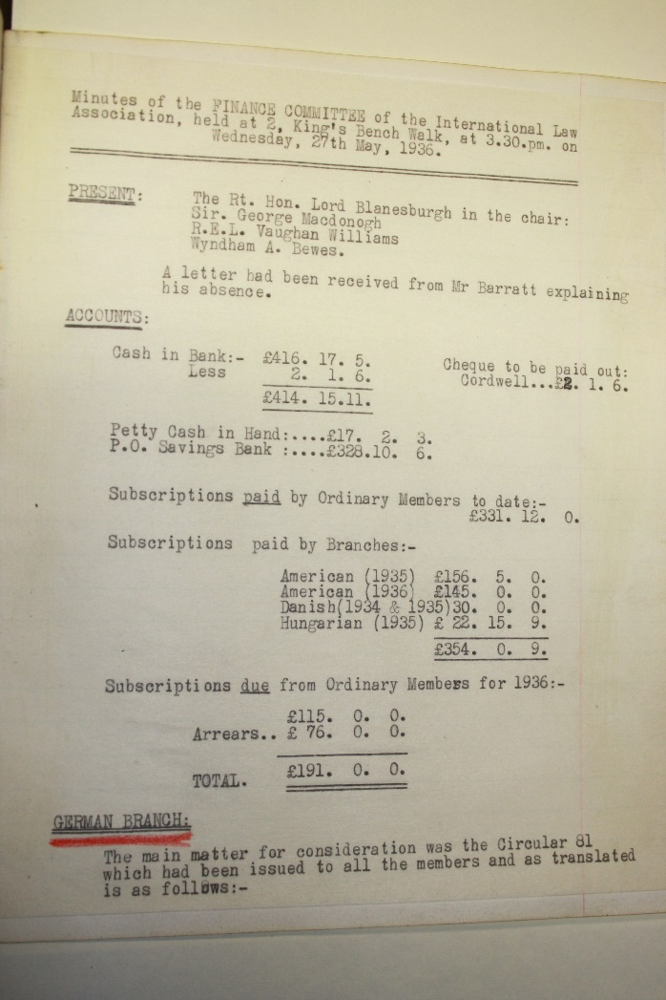 Minutes of the FINANCE COMMITTEE of the International Law
Association, held at 2, King's Bench Walk, at 3.30.pm. on
Wednesday, 27th May, 1936.
PRESENT:
The Rt. Hon. Lord Blanesburgh in the chair:
Sir. George Macdonogh
R.E.L. Vaughan Williams
Wyndham A. Bewes.
A letter had been received from Mr Barratt explaining
his absence.
ACCOUNTS:
Cash in Bank:- £416. 17. 5.
Less 2. 1. 6.
£414. 15.11.
Cheque to be paid out:
Cordwell...£2. 1. 6.
Petty Cash in Hand:....£17. 2. 3.
P.O. Savings Bank :....£328.10. 6.
Subscriptions paid by Ordinary Members to date:-
£331. 12. 0.
Subscriptions paid by Branches:-
American (1935) £156. 5. 0.
American (1936) £145. 0. 0.
Danish(1934 & 1935)30. 0. 0.
Hungarian (1935) £ 22. 15. 9.
£354. 0. 9.
Subscriptions due from Ordinary Members for 1936:-
£115. 0. 0.
Arrears.. £ 76. 0. 0.
TOTAL. £191. 0. 0.
GERMAN BRANCH:
The main matter for consideration was the Circular 81
which had been issued to all the members and as translated
is as follows:-